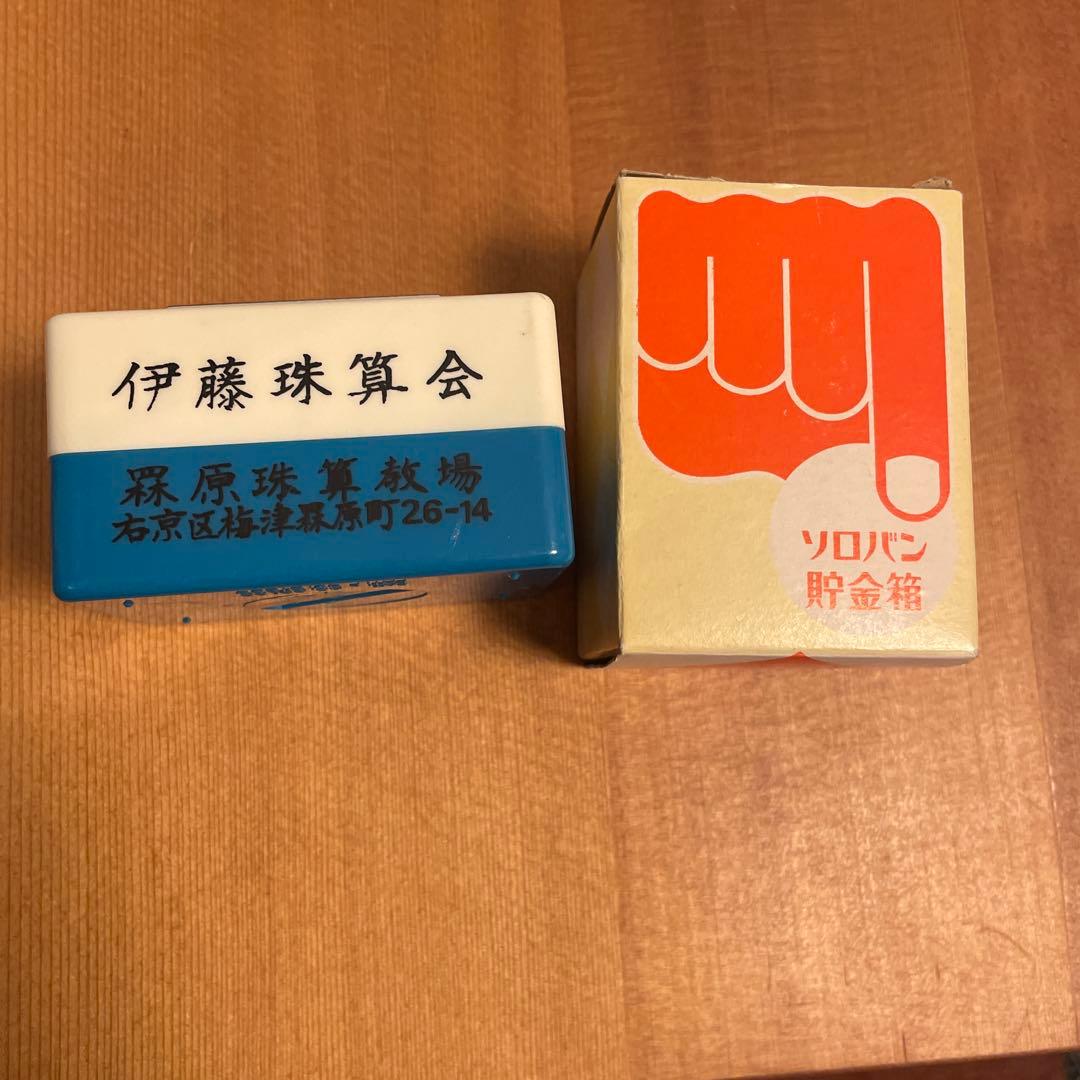 伊藤珠算会
罧原珠算教場
右京区梅津罧原町26-14
ソロバン
貯金箱